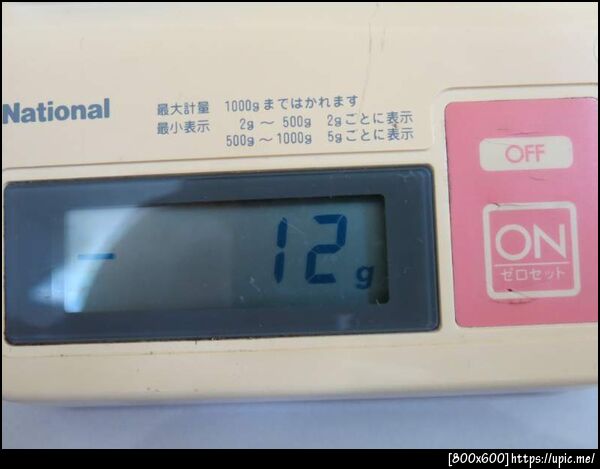 National
最大計量 1000gまではかれます
最小表示 2g～500g 2gごとに表示
500g～1000g 5gごとに表示
OFF
- 12g
ON
ゼロセット
[800x600]https://upic.me/